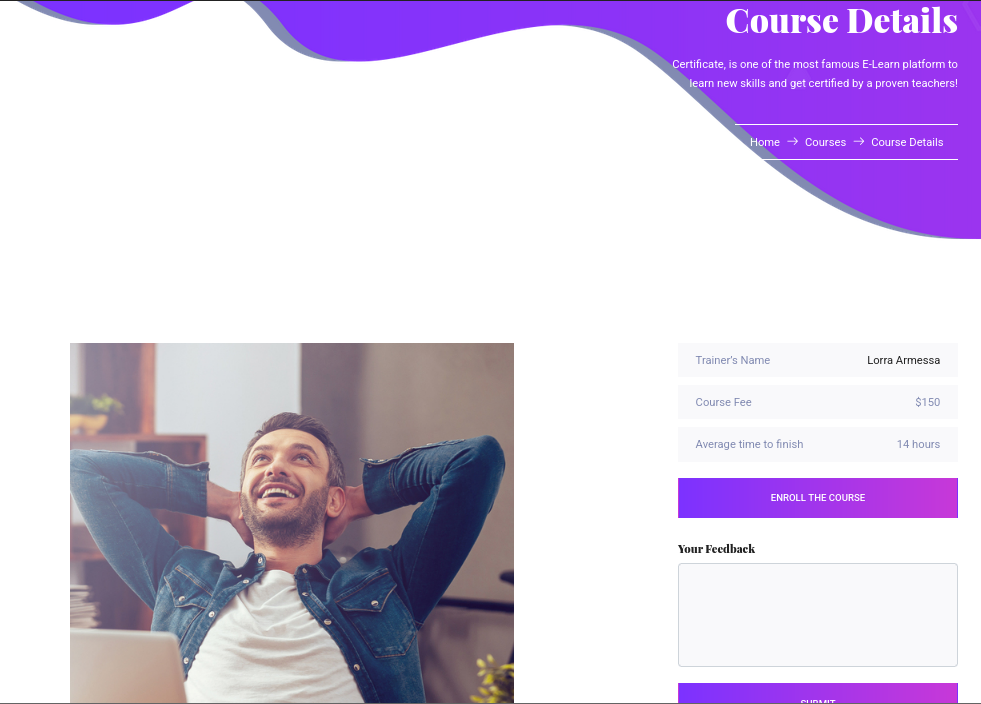 Course Details
Certificate, is one of the most famous E-Learn platform to
learn new skills and get certified by a proven teachers!
Home → Courses → Course Details
Trainer's Name Lorra Armessa
Course Fee $150
Average time to finish 14 hours
ENROLL THE COURSE
Your Feedback
SUBMIT